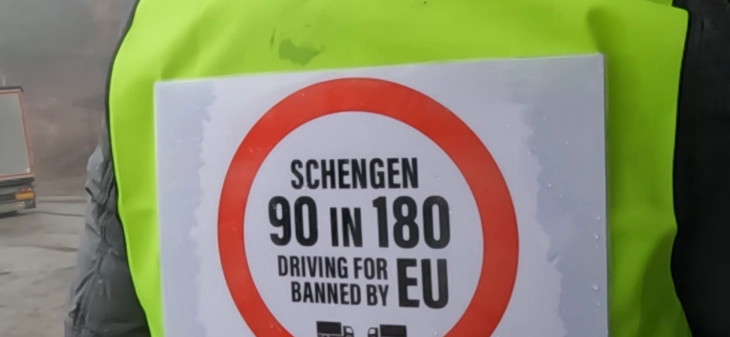 SCHENGEN
90 IN 180
DRIVING FOR EU
BANNED BY